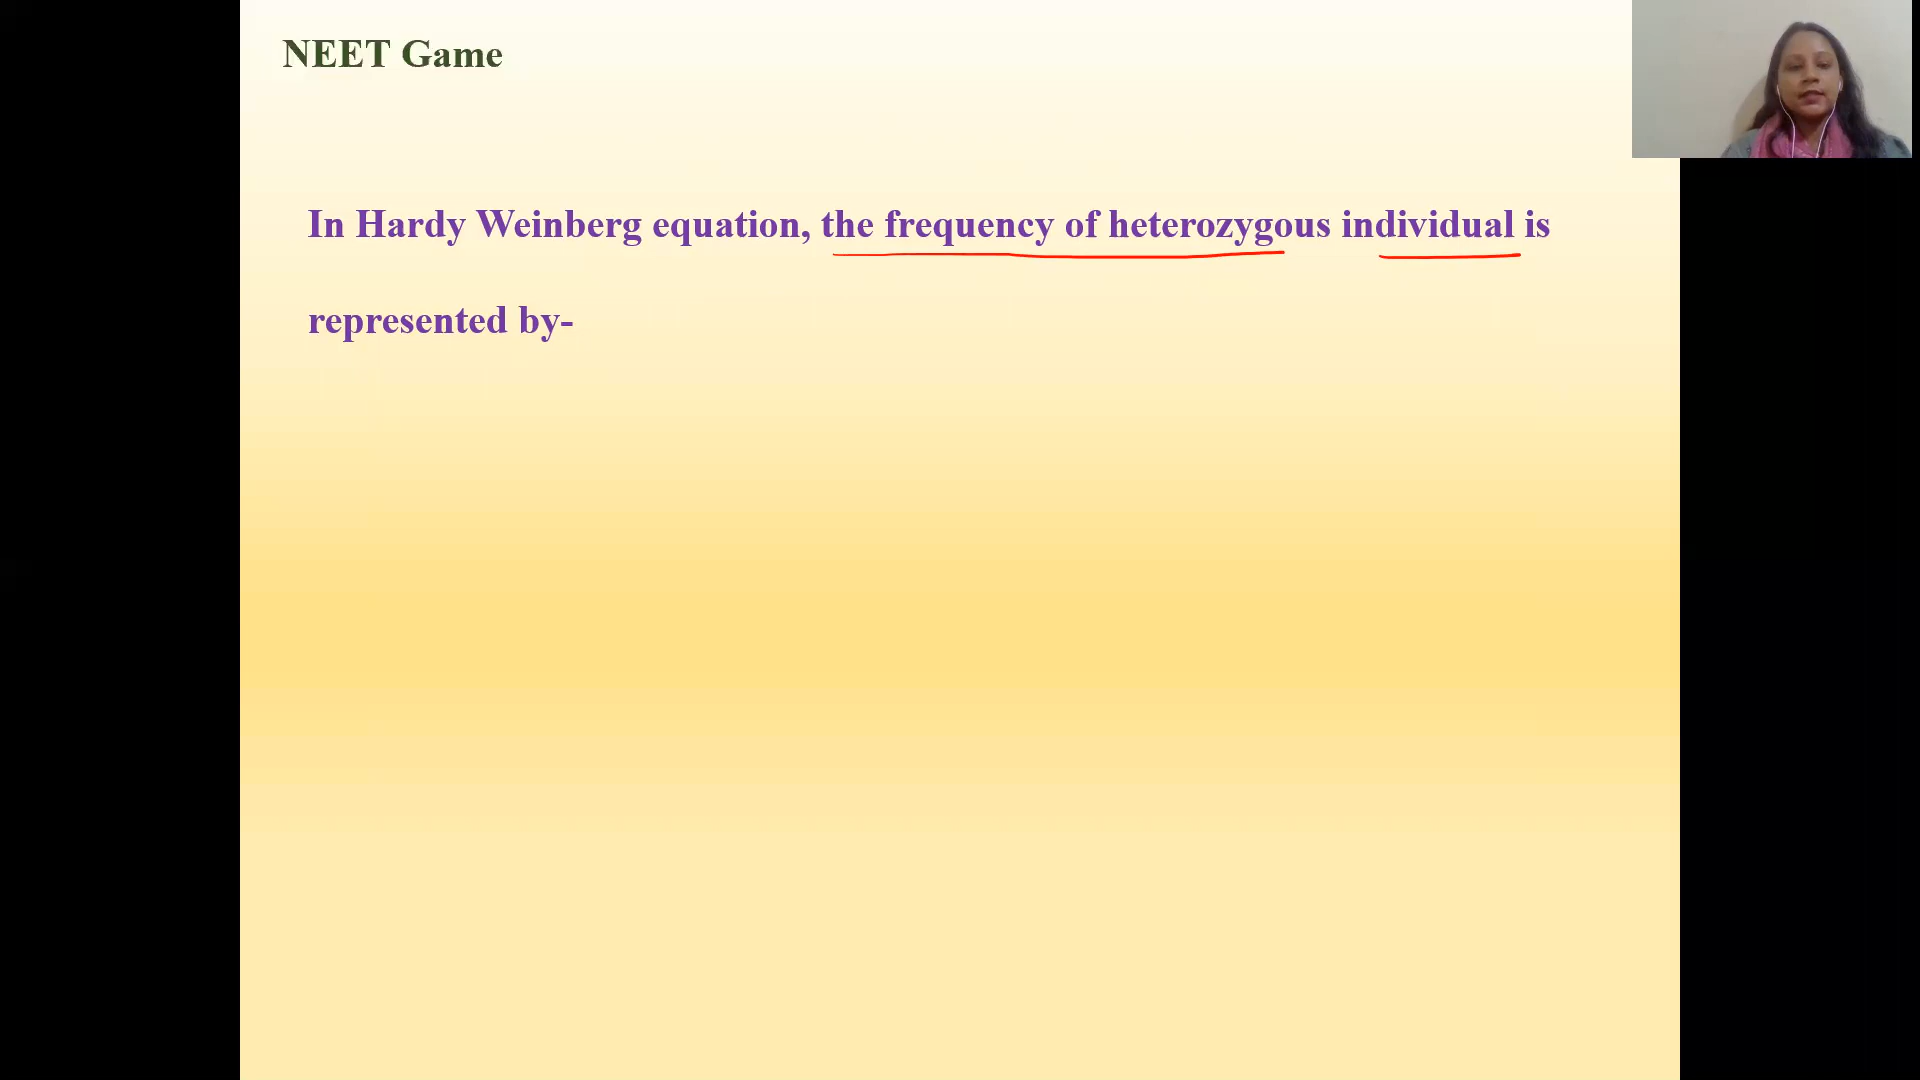 NEET Game
In Hardy Weinberg equation, the frequency of heterozygous individual is
represented by-